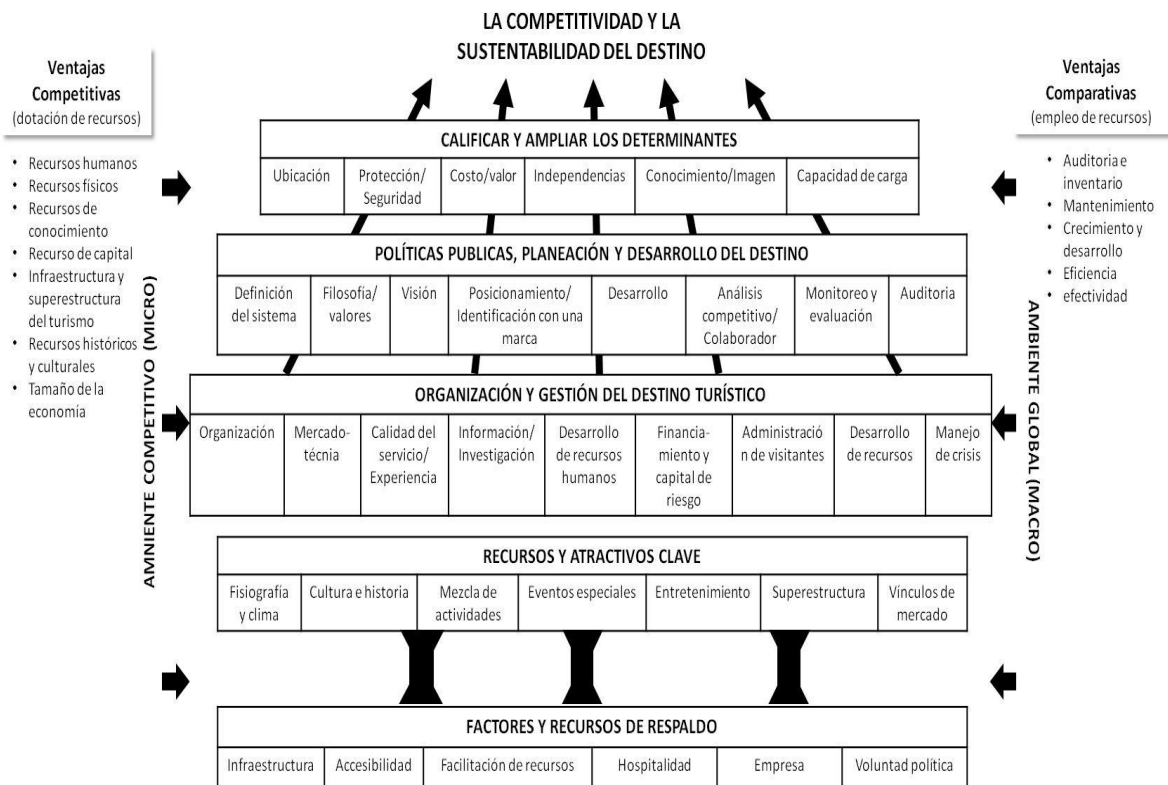 LA COMPETITIVIDAD Y LA
SUSTENTABILIDAD DEL DESTINO
Ventajas
Competitivas
(dotación de recursos)
• Recursos humanos
• Recursos físicos
• Recursos de
conocimiento
• Recurso de capital
• Infraestructura y
superestructura
del turismo
• Recursos históricos
y culturales
• Tamaño de la
economía
AMNIENTE COMPETITIVO (MICRO)
CALIFICAR Y AMPLIAR LOS DETERMINANTES
Ubicación
Protección/
Seguridad
Costo/valor
Independencias
Conocimiento/Imagen
Capacidad de carga
POLÍTICAS PUBLICAS, PLANEACIÓN Y DESARROLLO DEL DESTINO
Definición
del sistema
Filosofía/
valores
Visión
Posicionamiento/
Identificación con una
marca
Desarrollo
Análisis
competitivo/
Colaborador
Monitoreo y
evaluación
Auditoria
ORGANIZACIÓN Y GESTIÓN DEL DESTINO TURÍSTICO
Organización
Mercado-
técnia
Calidad del
servicio/
Experiencia
Información/
Investigación
Desarrollo
de recursos
humanos
Financia-
miento y
capital de
riesgo
Administració
n de visitantes
Desarrollo
de recursos
Manejo
de crisis
RECURSOS Y ATRACTIVOS CLAVE
Fisiografía
y clima
Cultura e historia
Mezcla de
actividades
Eventos especiales
Entretenimiento
Superestructura
Vínculos de
mercado
FACTORES Y RECURSOS DE RESPALDO
Infraestructura
Accesibilidad
Facilitación de recursos
Hospitalidad
Empresa
Voluntad política
Ventajas
Comparativas
(empleo de recursos)
• Auditoria e
inventario
• Mantenimiento
• Crecimiento y
desarrollo
• Eficiencia
• efectividad
AMBIENTE GLOBAL (MACRO)